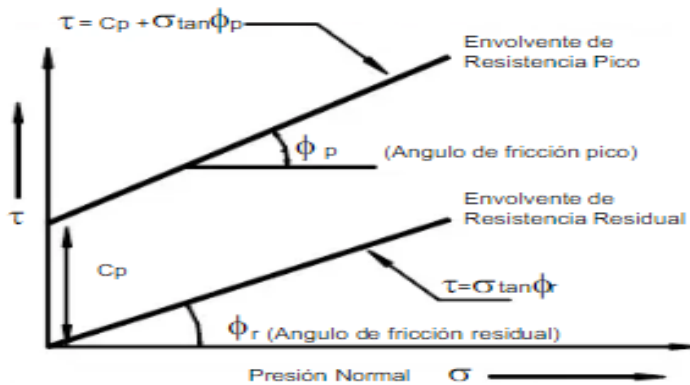 τ = Cp + σ tanϕp
Envolvente de
Resistencia Pico
ϕ p (Angulo de fricción pico)
Envolvente de
Resistencia Residual
τ
Cp
τ=σ tanϕr
ϕr (Angulo de fricción residual)
Presión Normal σ